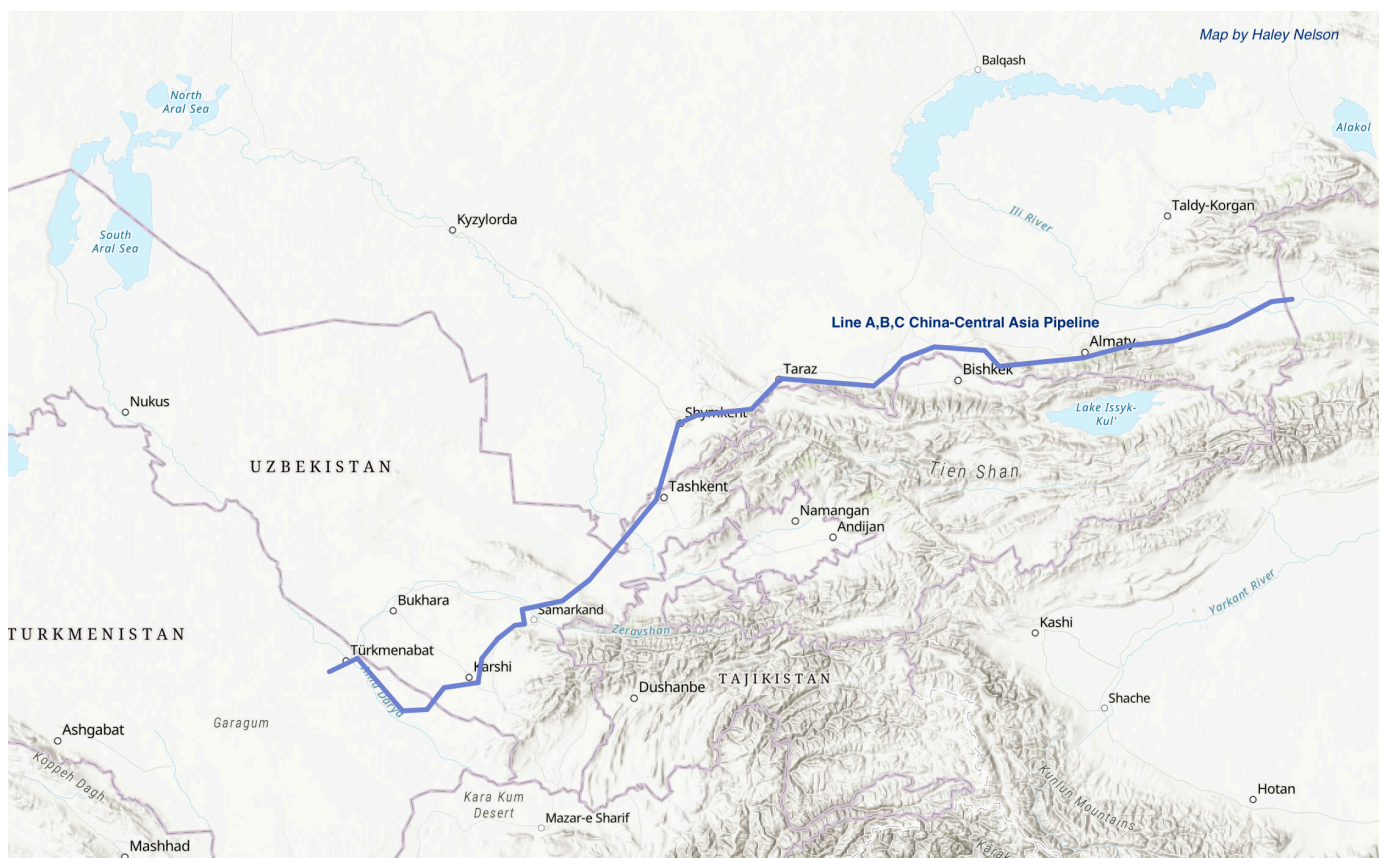 Map by Haley Nelson
Balqash
North
Aral Sea
Alakol
Taldy-Korgan
Ili River
Kyzylorda
South
Aral Sea
Line A,B,C China-Central Asia Pipeline
Almaty
Taraz
Bishkek
Nukus
Shymkent
Lake Issyk-
Kul'
UZBEKISTAN
Tien Shan
Tashkent
Namangan
Andijan
Bukhara
Samarkand
Yarkant River
TURKMENISTAN
Zeravshan
Kashi
Türkmenabat
Karshi
TAJIKISTAN
Amu Darya
Dushanbe
Shache
Garagum
Ashgabat
Koppeh Dagh
Kara Kum
Desert
Kunlun Mountains
Hotan
Mazar-e Sharif
Mashhad